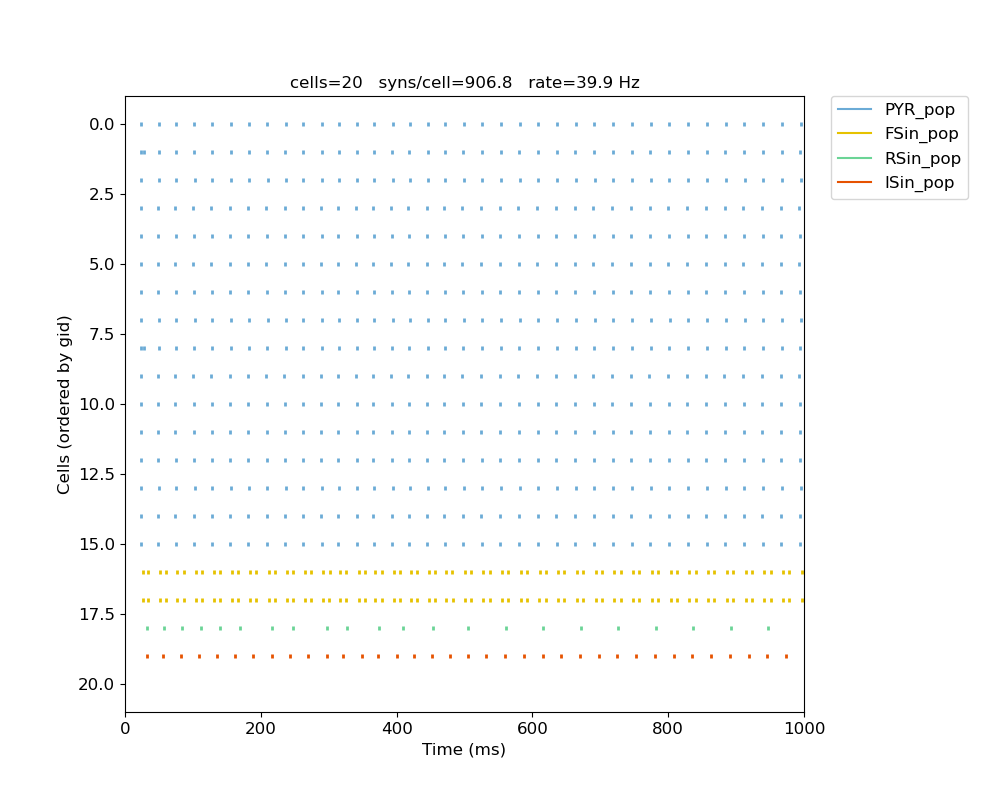 cells=20   syns/cell=906.8   rate=39.9 Hz
PYR_pop
FSin_pop
RSin_pop
ISin_pop
Cells (ordered by gid)
0.0
2.5
5.0
7.5
10.0
12.5
15.0
17.5
20.0
0 200 400 600 800 1000
Time (ms)